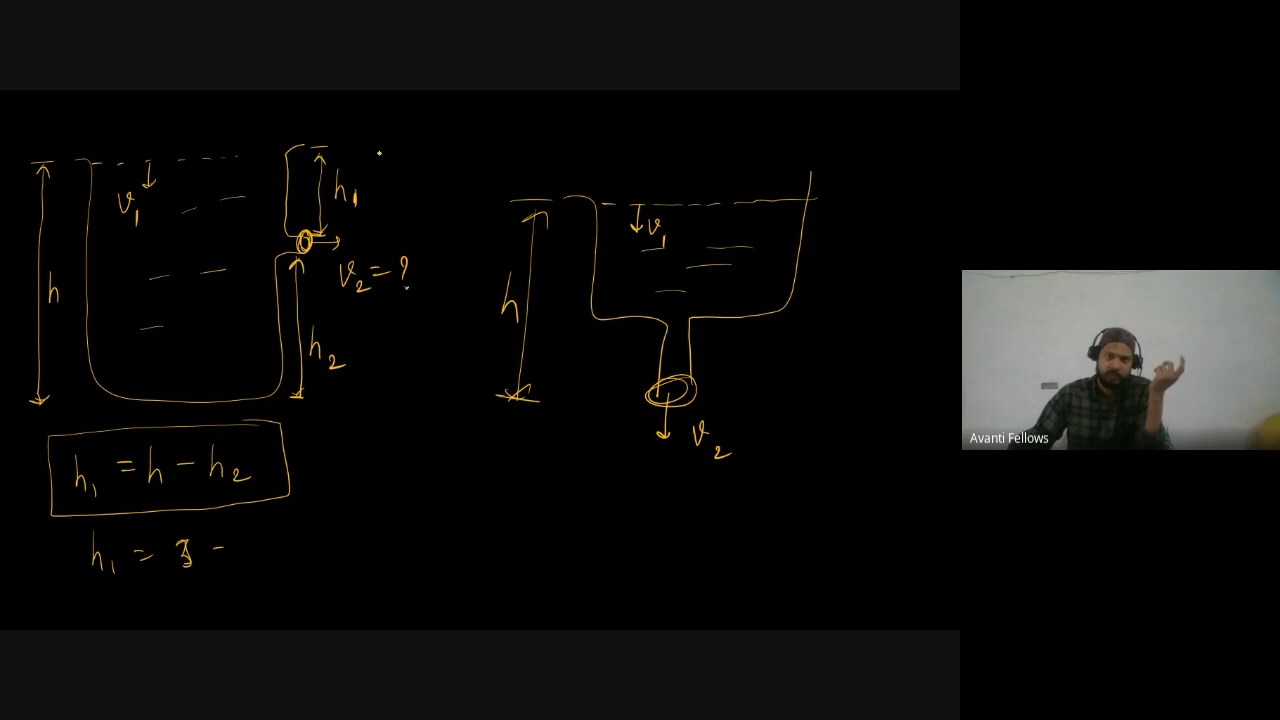 v₁
h₁
h
v₂ = ?
h₂
h₁ = h - h₂
h₁ = 3 -
v₁
h
v₂
Avanti Fellows